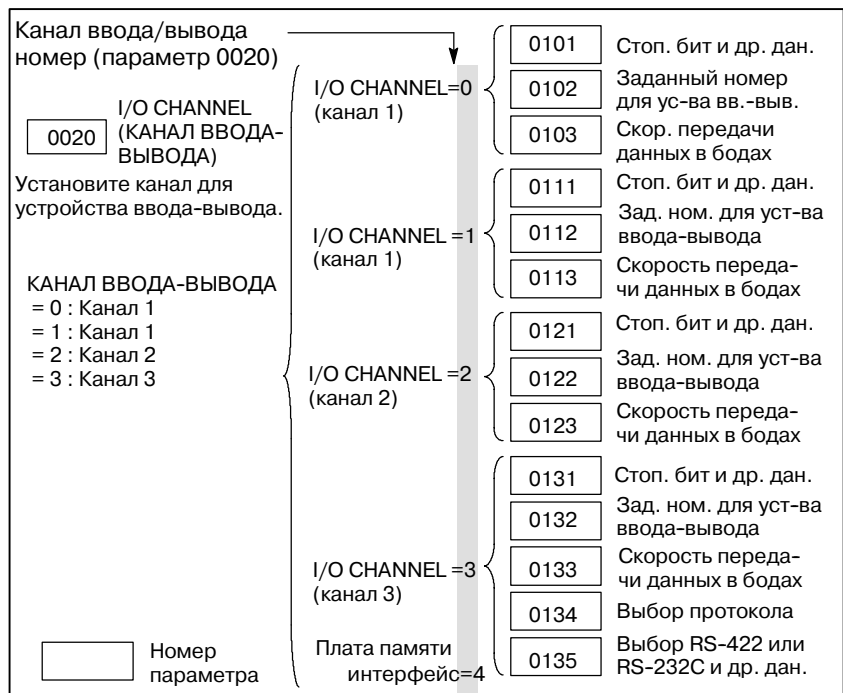 Канал ввода/вывода
номер (параметр 0020)
0020
I/O CHANNEL
(КАНАЛ ВВОДА-
ВЫВОДА)
Установите канал для
устройства ввода-вывода.
КАНАЛ ВВОДА-ВЫВОДА
= 0 : Канал 1
= 1 : Канал 1
= 2 : Канал 2
= 3 : Канал 3
Номер
параметра
I/O CHANNEL=0
(канал 1)
0101
Стоп. бит и др. дан.
0102
Заданный номер
для ус-ва вв.-выв.
0103
Скор. передачи
данных в бодах
I/O CHANNEL =1
(канал 1)
0111
Стоп. бит и др. дан.
0112
Зад. ном. для уст-ва
ввода-вывода
0113
Скорость переда-
чи данных в бодах
I/O CHANNEL =2
(канал 2)
0121
Стоп. бит и др. дан.
0122
Зад. ном. для уст-ва
ввода-вывода
0123
Скорость переда-
чи данных в бодах
I/O CHANNEL =3
(канал 3)
0131
Стоп. бит и др. дан.
0132
Зад. ном. для уст-ва
ввода-вывода
0133
Скорость переда-
чи данных в бодах
0134
Выбор протокола
0135
Выбор RS-422 или
RS-232C и др. дан.
Плата памяти
интерфейс=4